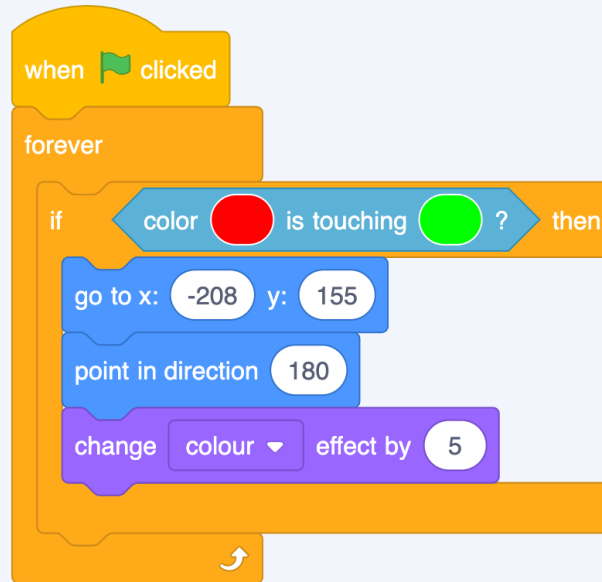 when clicked
forever
if color is touching ? then
go to x: -208 y: 155
point in direction 180
change colour effect by 5